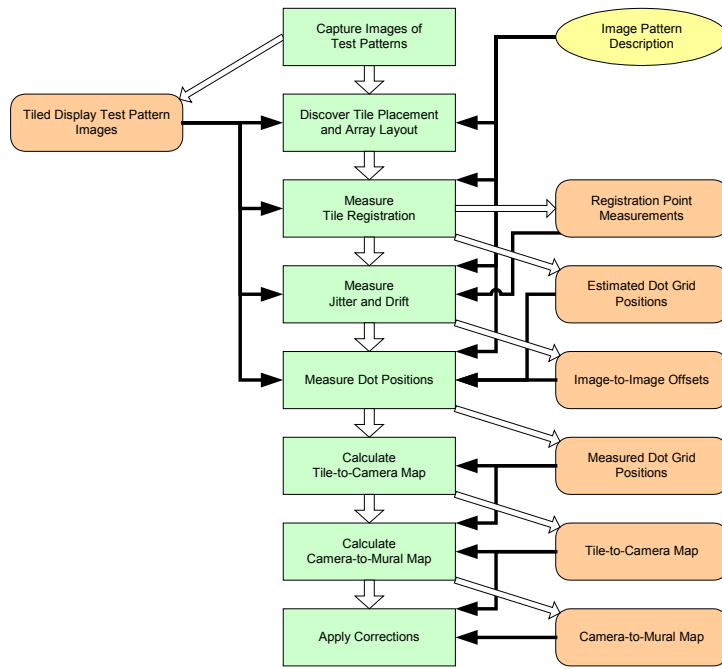 Capture Images of
Test Patterns
Image Pattern
Description
Tiled Display Test Pattern
Images
Discover Tile Placement
and Array Layout
Measure
Tile Registration
Registration Point
Measurements
Measure
Jitter and Drift
Estimated Dot Grid
Positions
Measure Dot Positions
Image-to-Image Offsets
Calculate
Tile-to-Camera Map
Measured Dot Grid
Positions
Calculate
Camera-to-Mural Map
Tile-to-Camera Map
Apply Corrections
Camera-to-Mural Map